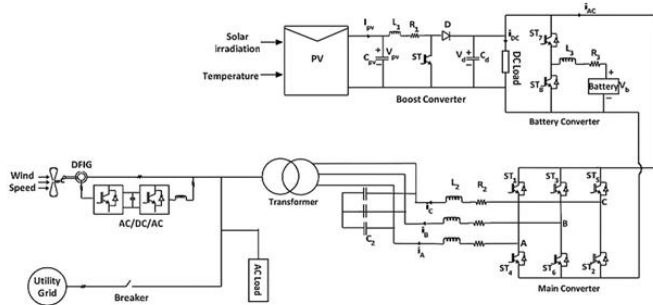 Solar
Irradiation
Temperature
PV
I_pv
L_1
R_1
D
C_pv
V_pv
ST
V_d
C_d
Boost Converter
i_DC
DC Load
i_AC
ST_7
ST_8
L_3
R_3
Battery
V_b
Battery Converter
Wind
Speed
DFIG
AC/DC/AC
Transformer
C_2
L_2
R_2
i_C
i_B
i_A
ST_1
ST_3
ST_5
C
B
A
ST_4
ST_6
ST_2
Main Converter
AC Load
Utility
Grid
Breaker